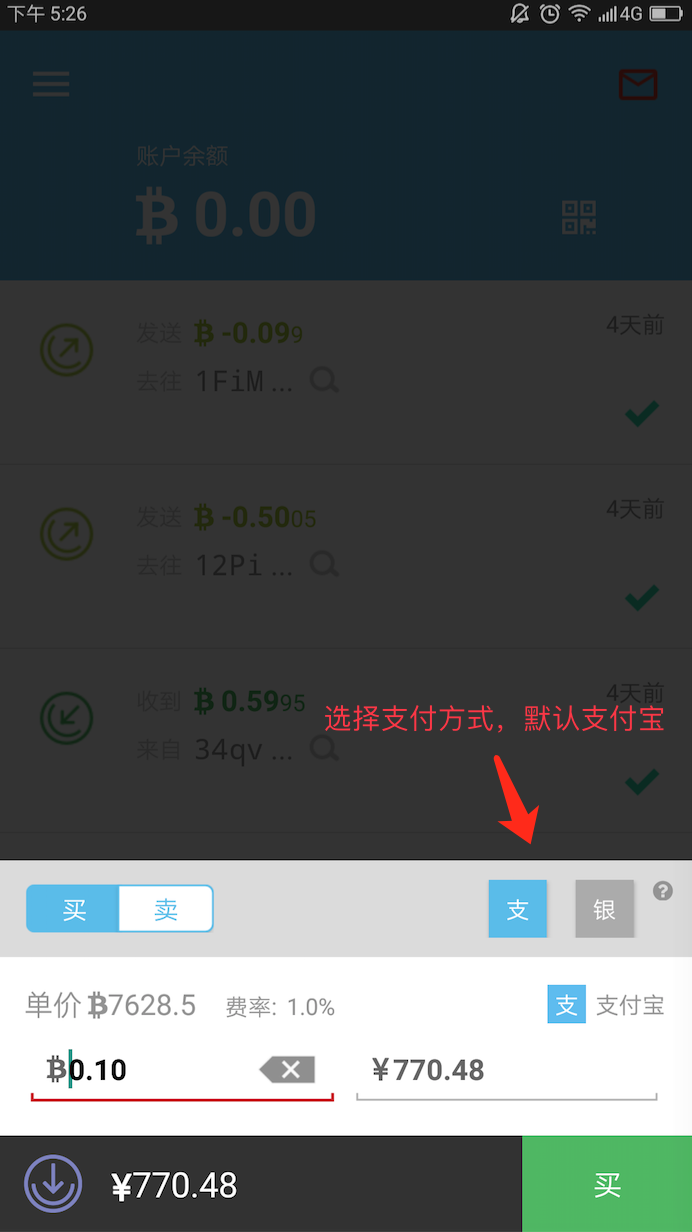 下午 5:26 4G
账户余额
₿ 0.00
发送 ₿ -0.099 4天前
去往 1FiM ...
发送 ₿ -0.5005 4天前
去往 12Pi ...
收到 ₿ 0.5995 4天前
选择支付方式，默认支付宝
来自 34qv ...
买 卖 支 银 ?
单价 ₿7628.5 费率: 1.0% 支 支付宝
₿0.10 ¥770.48
¥770.48 买